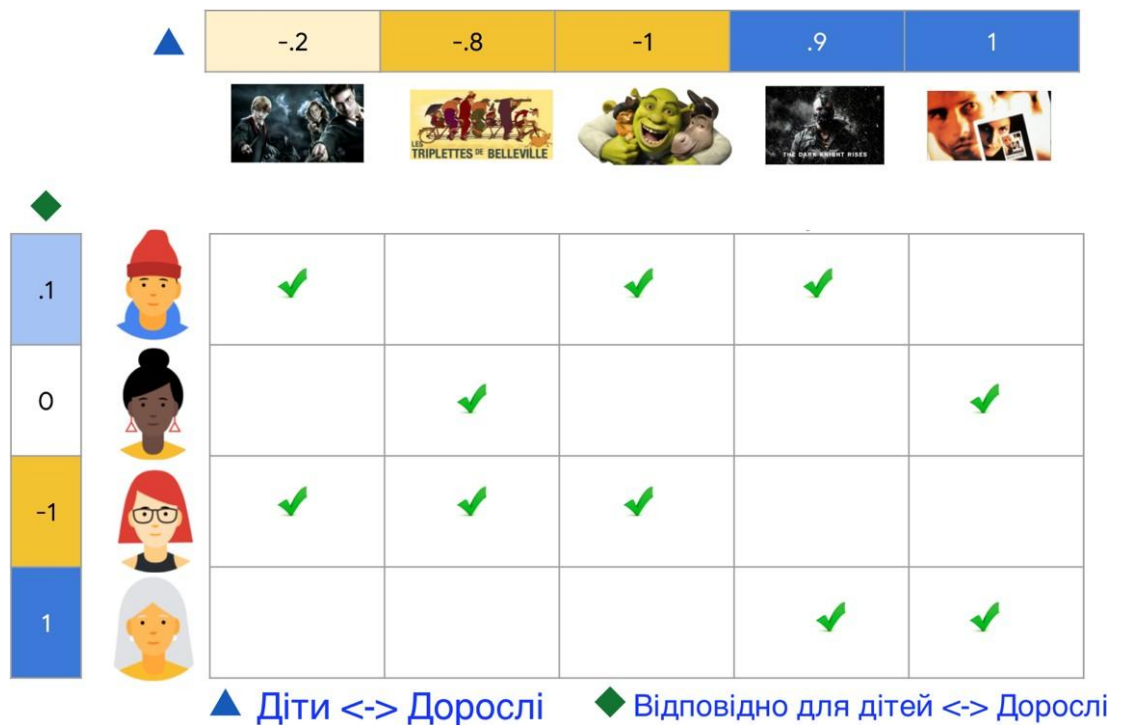 -.2 -.8 -1 .9 1
LES
TRIPLETTES DE BELLEVILLE
THE DARK KNIGHT RISES
.1
0
-1
1
Діти <-> Дорослі
Відповідно для дітей <-> Дорослі